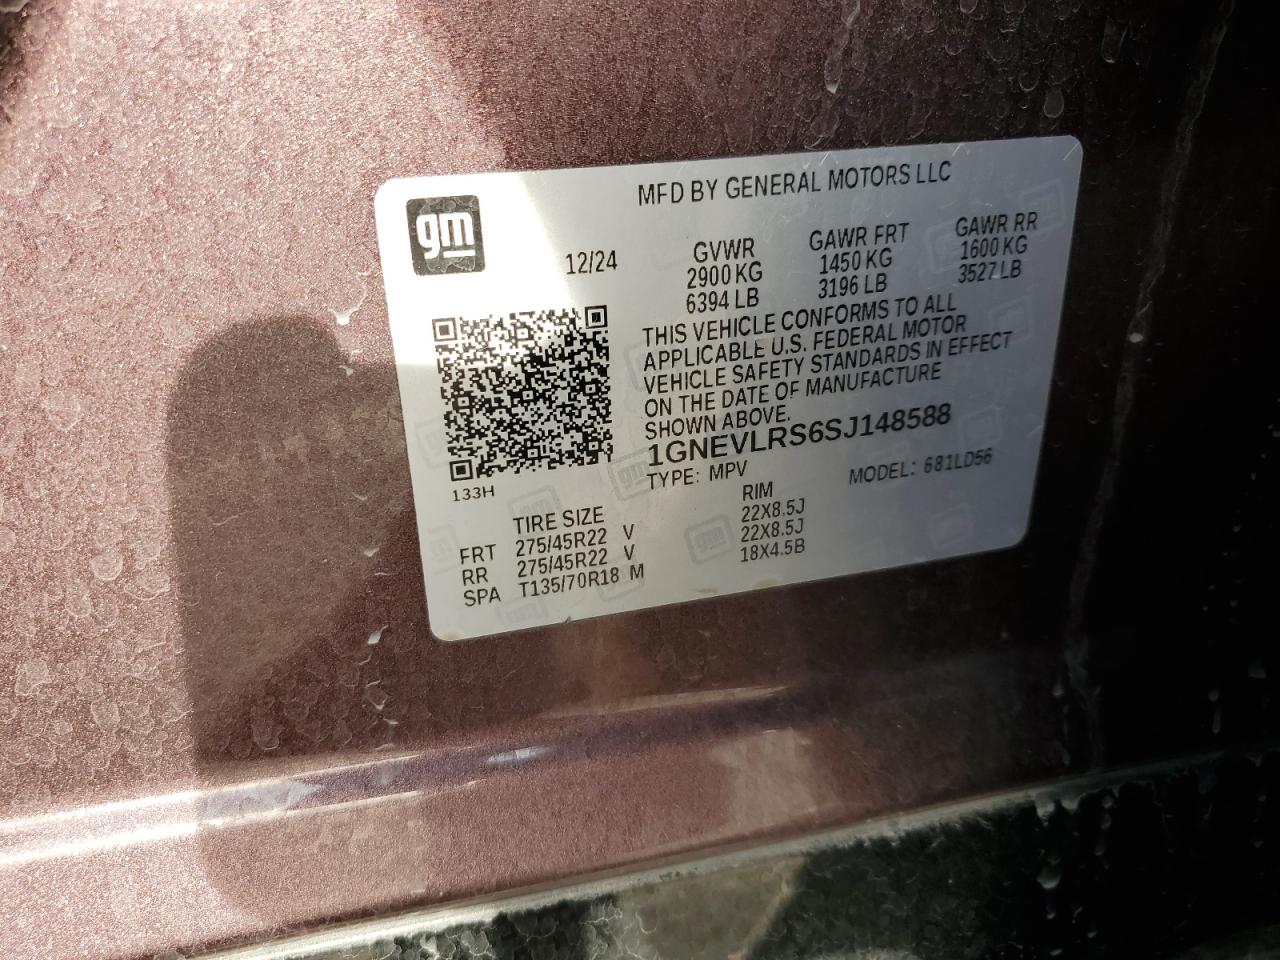 gm
MFD BY GENERAL MOTORS LLC
12/24
GVWR GAWR FRT GAWR RR
2900 KG 1450 KG 1600 KG
6394 LB 3196 LB 3527 LB
THIS VEHICLE CONFORMS TO ALL
APPLICABLE U.S. FEDERAL MOTOR
VEHICLE SAFETY STANDARDS IN EFFECT
ON THE DATE OF MANUFACTURE
SHOWN ABOVE.
1GNEVLRS6SJ148588
133H
TYPE: MPV MODEL: 681LD56
TIRE SIZE RIM
FRT 275/45R22 V 22X8.5J
RR 275/45R22 V 22X8.5J
SPA T135/70R18 M 18X4.5B